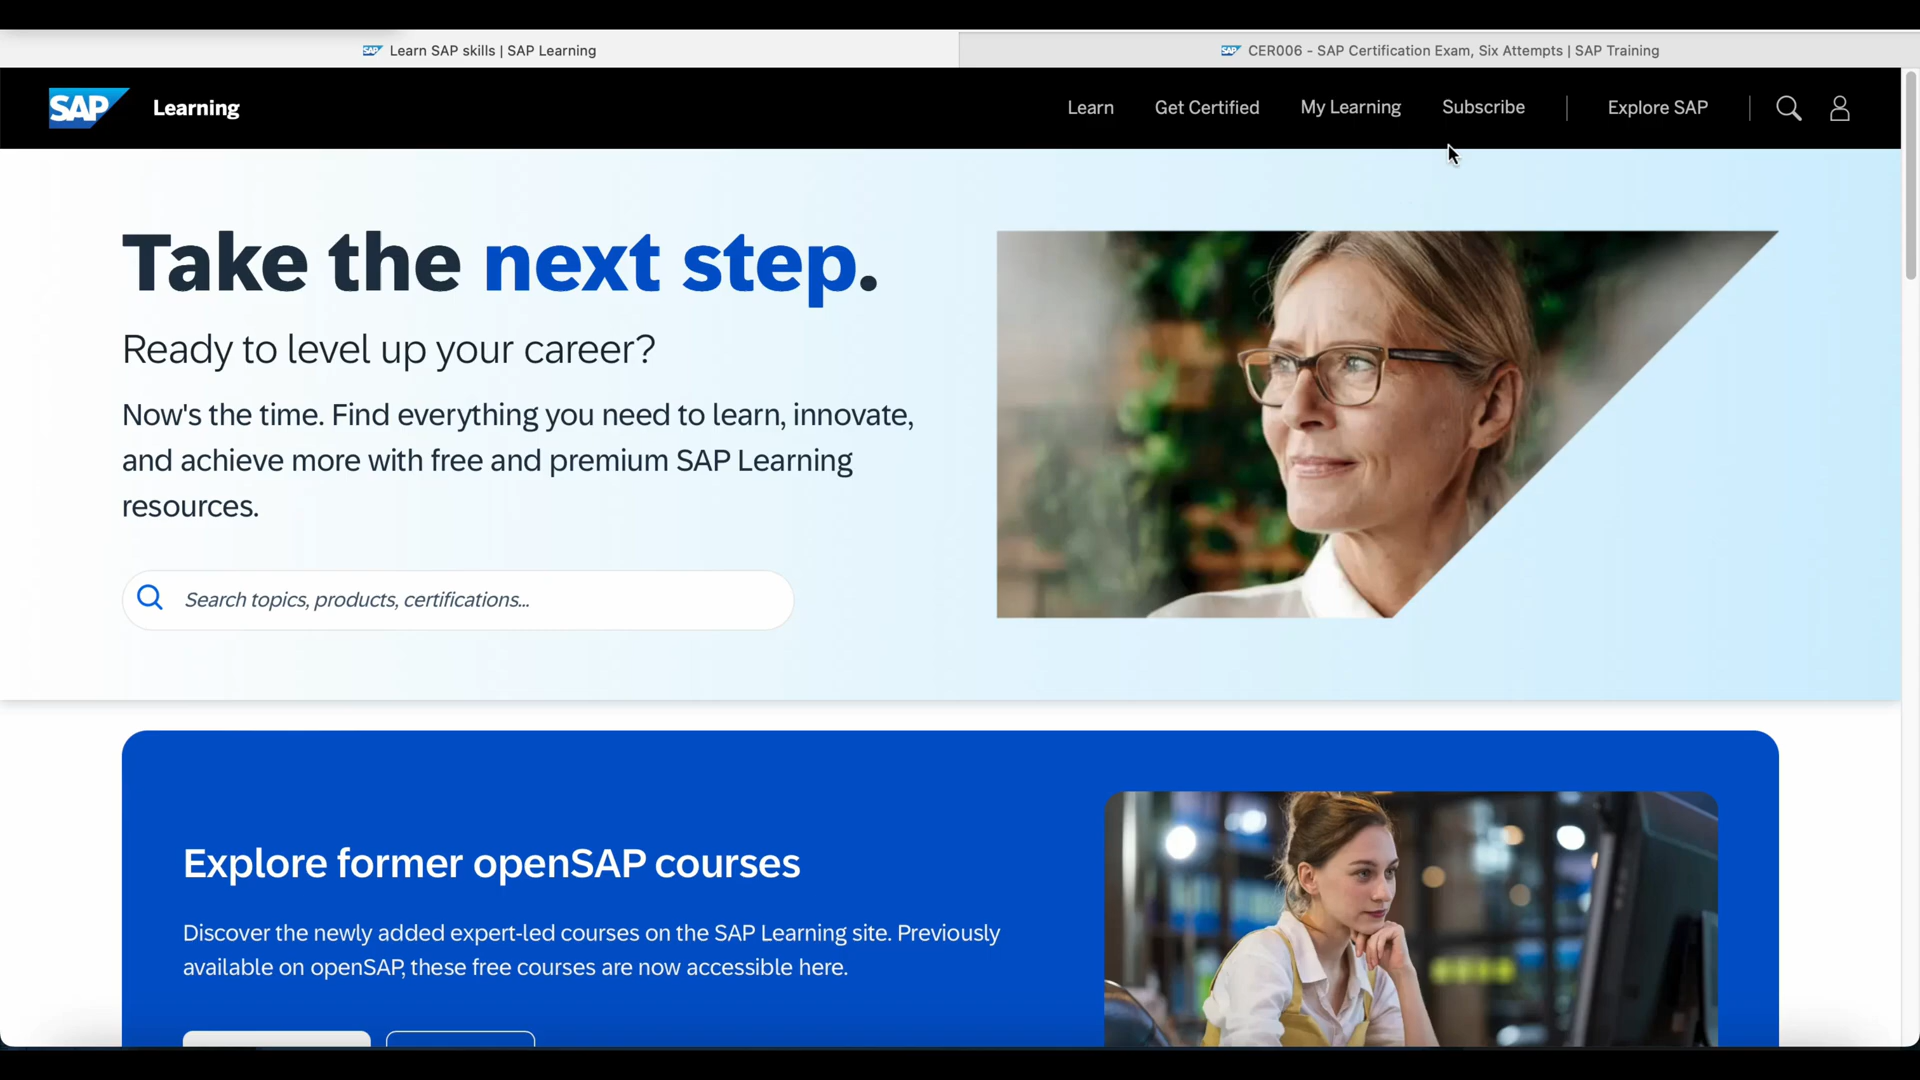 Learn SAP skills | SAP Learning
CER006 - SAP Certification Exam, Six Attempts | SAP Training
SAP Learning
Learn Get Certified My Learning Subscribe Explore SAP
Take the next step.
Ready to level up your career?
Now's the time. Find everything you need to learn, innovate,
and achieve more with free and premium SAP Learning
resources.
Search topics, products, certifications...
Explore former openSAP courses
Discover the newly added expert-led courses on the SAP Learning site. Previously
available on openSAP, these free courses are now accessible here.